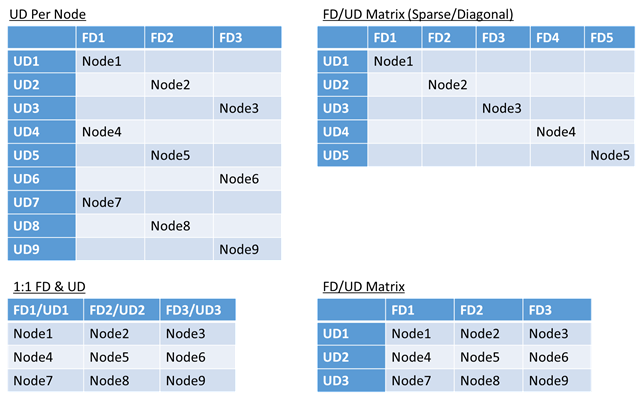 UD Per Node
FD1 FD2 FD3
UD1 Node1
UD2 Node2
UD3 Node3
UD4 Node4
UD5 Node5
UD6 Node6
UD7 Node7
UD8 Node8
UD9 Node9
FD/UD Matrix (Sparse/Diagonal)
FD1 FD2 FD3 FD4 FD5
UD1 Node1
UD2 Node2
UD3 Node3
UD4 Node4
UD5 Node5
1:1 FD & UD
FD1/UD1 FD2/UD2 FD3/UD3
Node1 Node2 Node3
Node4 Node5 Node6
Node7 Node8 Node9
FD/UD Matrix
FD1 FD2 FD3
UD1 Node1 Node2 Node3
UD2 Node4 Node5 Node6
UD3 Node7 Node8 Node9